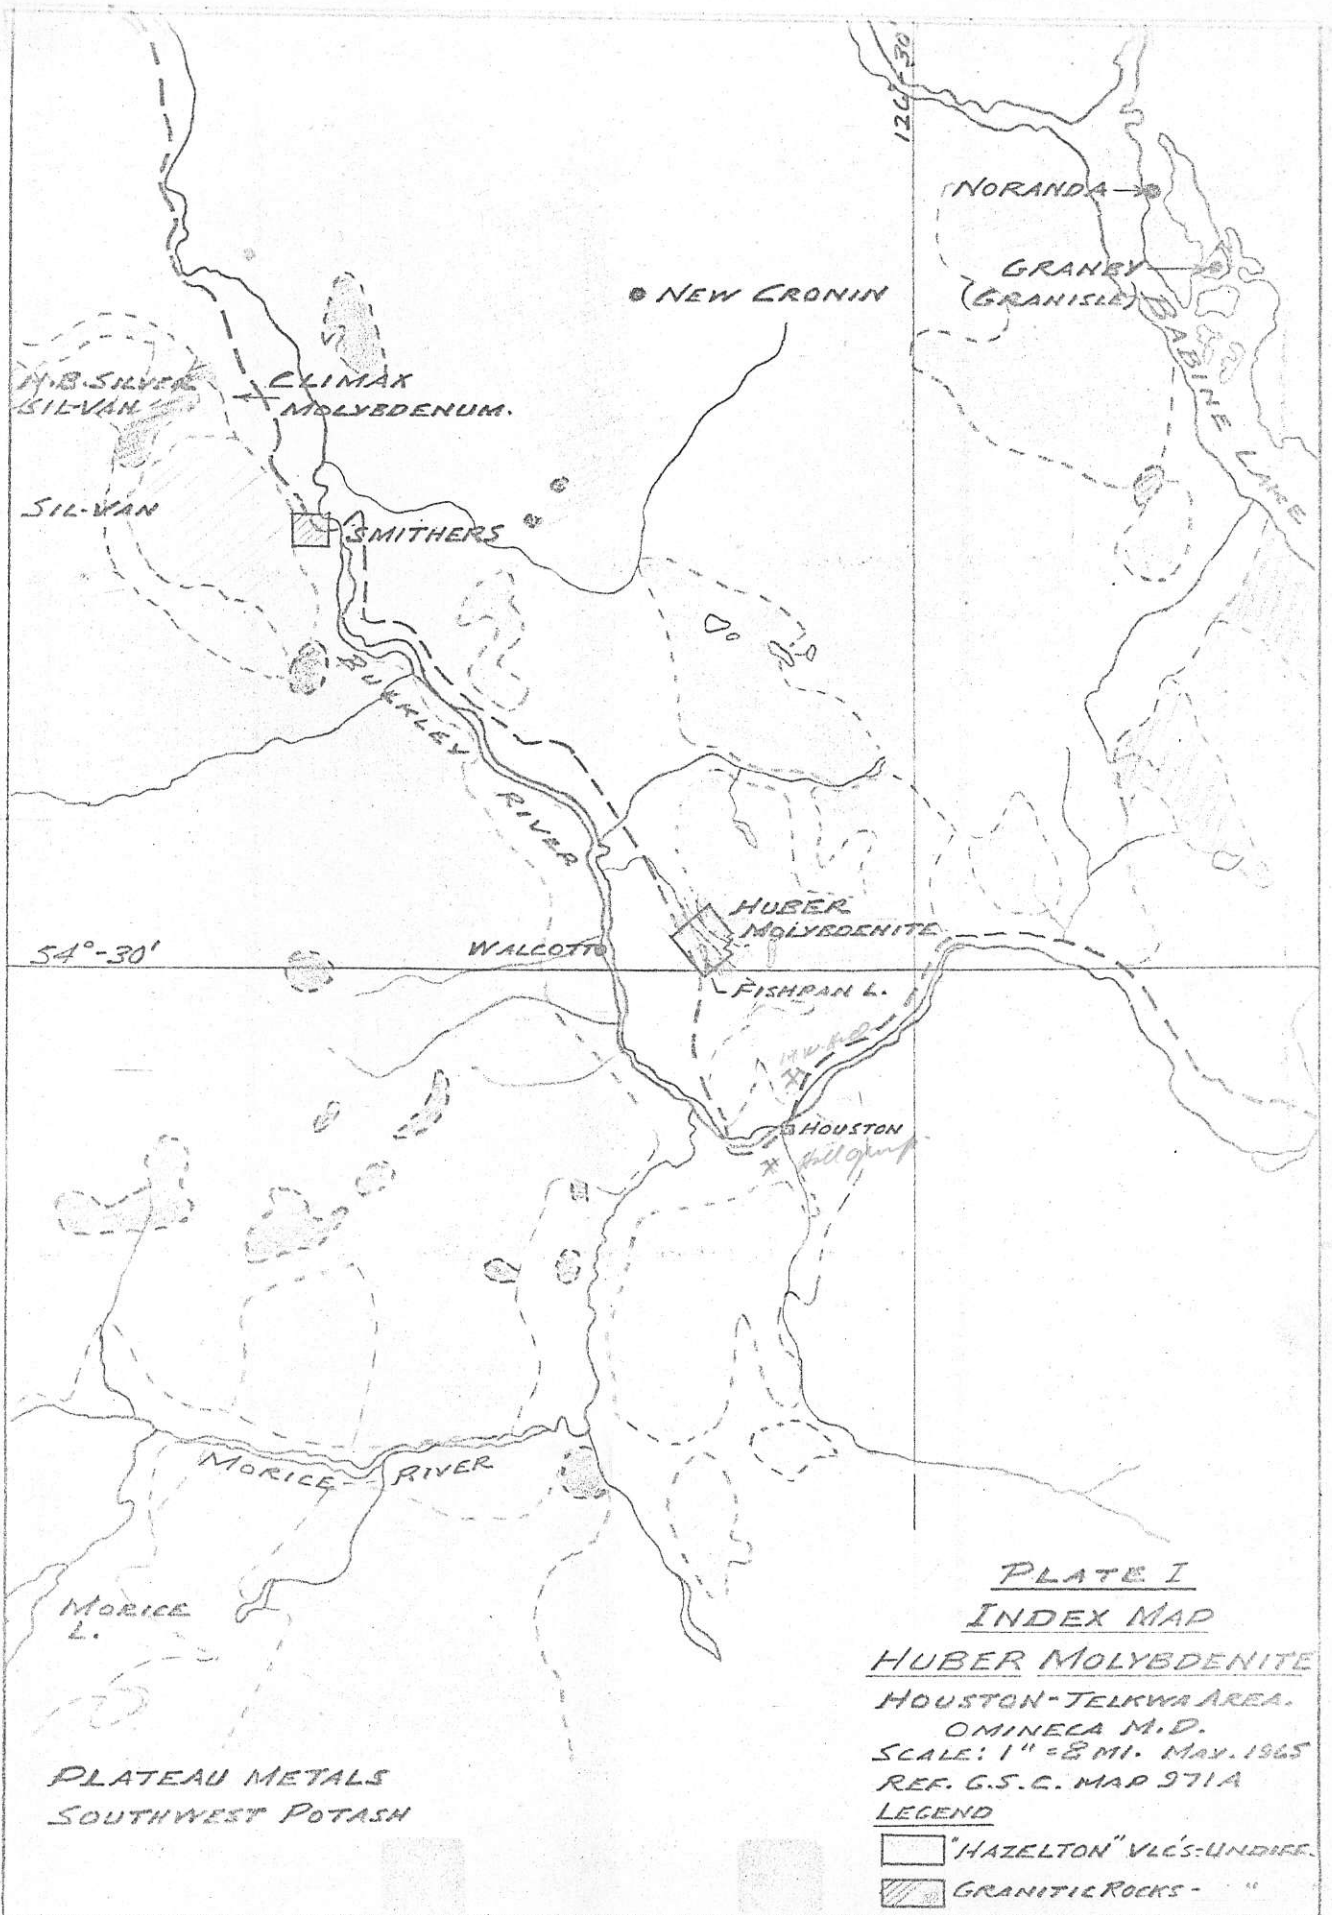 126°-30'
NORANDA
GRANBY
(GRANISLE)
BABINE LAKE
NEW CRONIN
M.B. SILVER
SIL-VAN
CLIMAX
MOLYBDENUM.
SIL-VAN
SMITHERS
BULKLEY RIVER
HUBER
MOLYBDENITE
WALCOTT
54°-30'
FISHPAN L.
HOUSTON
MORICE RIVER
MORICE
L.
PLATE I
INDEX MAP
HUBER MOLYBDENITE
HOUSTON-TELKWA AREA.
OMINECA M.D.
SCALE: 1" = 8 MI. MAY. 1965
REF. G.S.C. MAP 971A
LEGEND
"HAZELTON" VLC'S-UNDIFF.
GRANITIC ROCKS - "
PLATEAU METALS
SOUTHWEST POTASH